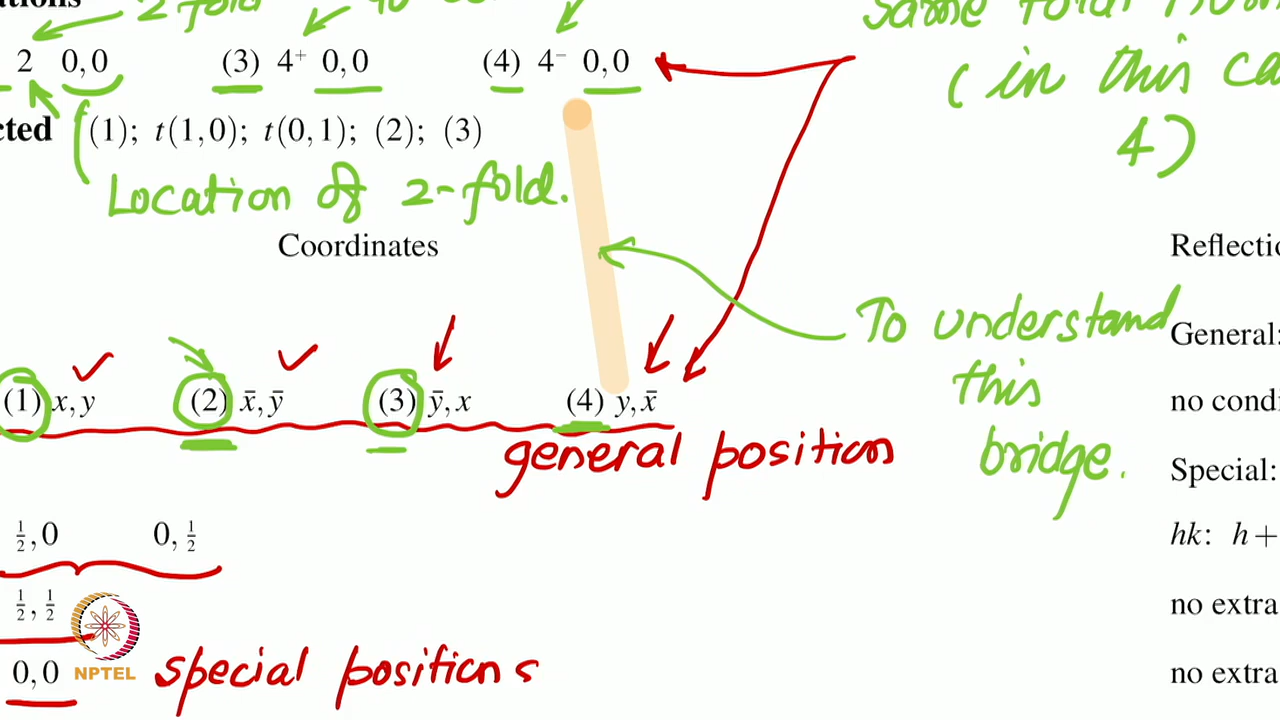 2 fold
same total
2 0,0 (3) 4⁺ 0,0 (4) 4⁻ 0,0
(in this ca
4)
cted (1); t(1,0); t(0,1); (2); (3)
Location of 2-fold.
Coordinates
Reflectio
To understand
this
bridge.
General:
(1) x,y (2) x̄,ȳ (3) ȳ,x (4) y,x̄
no condi
general position
Special:
½,0 0,½
hk: h+
½,½
no extra
0,0
special positions
no extra
NPTEL